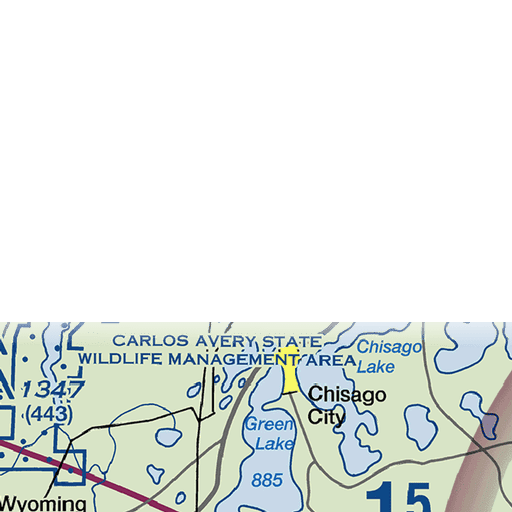 CARLOS AVERY STATE
WILDLIFE MANAGEMENT AREA
Chisago
Lake
1347
(443)
Chisago
City
Green
Lake
885
15
Wyoming